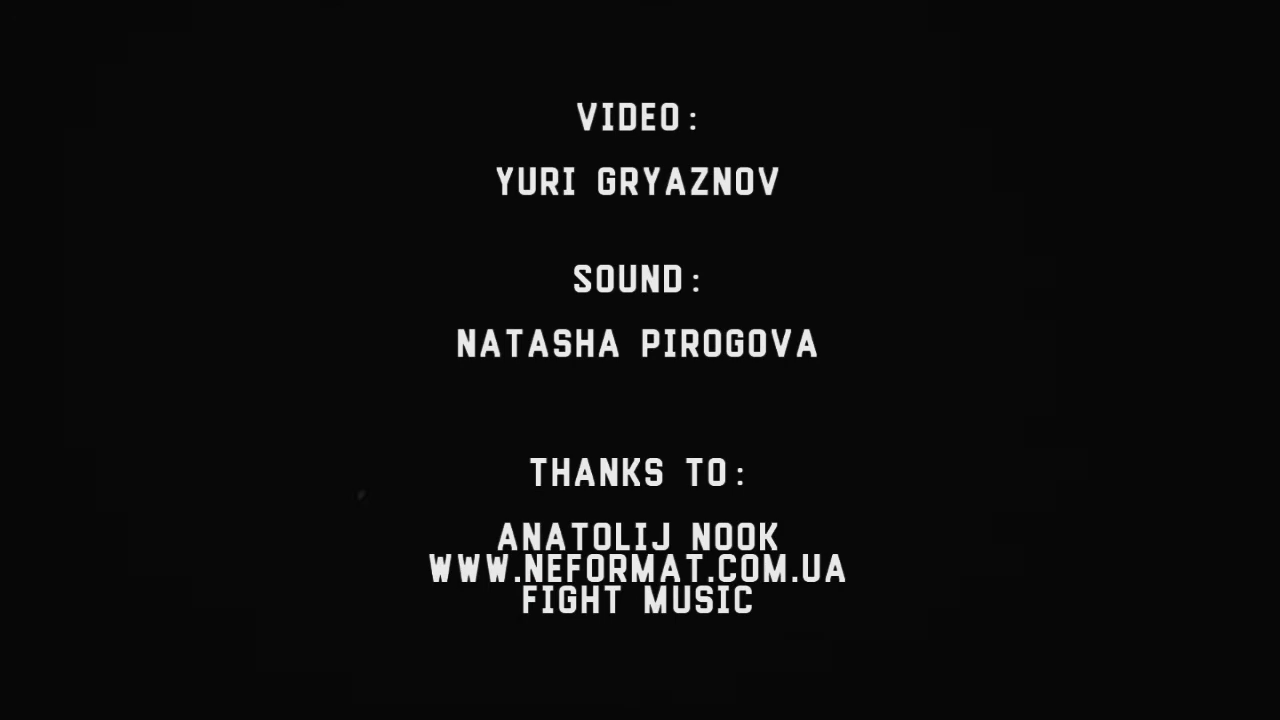 VIDEO:
YURI GRYAZNOV
SOUND:
NATASHA PIROGOVA
THANKS TO:
ANATOLIJ NOOK
WWW.NEFORMAT.COM.UA
FIGHT MUSIC